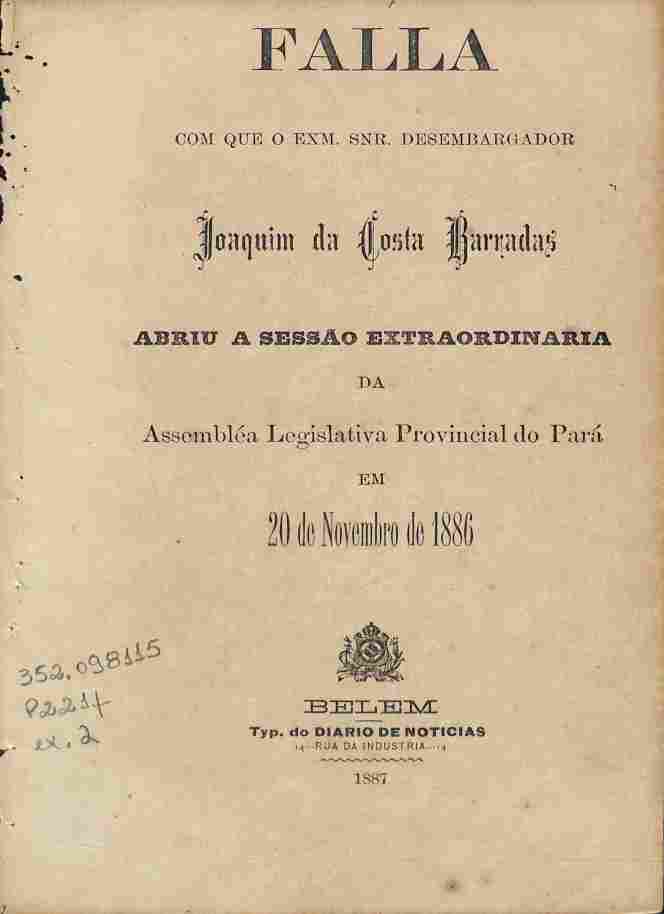 FALLA
COM QUE O EXM. SNR. DESEMBARGADOR
Joaquim da Costa Barradas
ABRIU A SESSÃO EXTRAORDINARIA
DA
Assembléa Legislativa Provincial do Pará
EM
20 de Novembro de 1886
352.098115
P221f
ex. 2
BELEM
Typ. do DIARIO DE NOTICIAS
14--RUA DA INDUSTRIA--14
1887